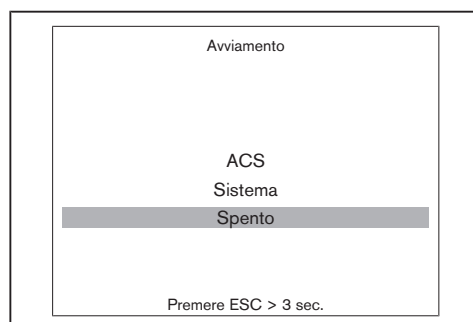 Avviamento
ACS
Sistema
Spento
Premere ESC > 3 sec.